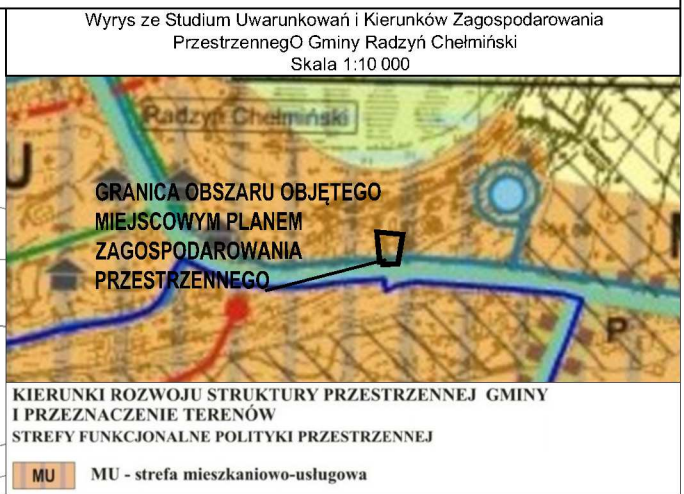 Wyrys ze Studium Uwarunkowań i Kierunków Zagospodarowania
PrzestrzennegO Gminy Radzyń Chełmiński
Skala 1:10 000
Radzyń Chełmiński
U
GRANICA OBSZARU OBJĘTEGO
MIEJSCOWYM PLANEM
ZAGOSPODAROWANIA
PRZESTRZENNEGO
P
KIERUNKI ROZWOJU STRUKTURY PRZESTRZENNEJ GMINY
I PRZEZNACZENIE TERENÓW
STREFY FUNKCJONALNE POLITYKI PRZESTRZENNEJ
MU MU - strefa mieszkaniowo-usługowa